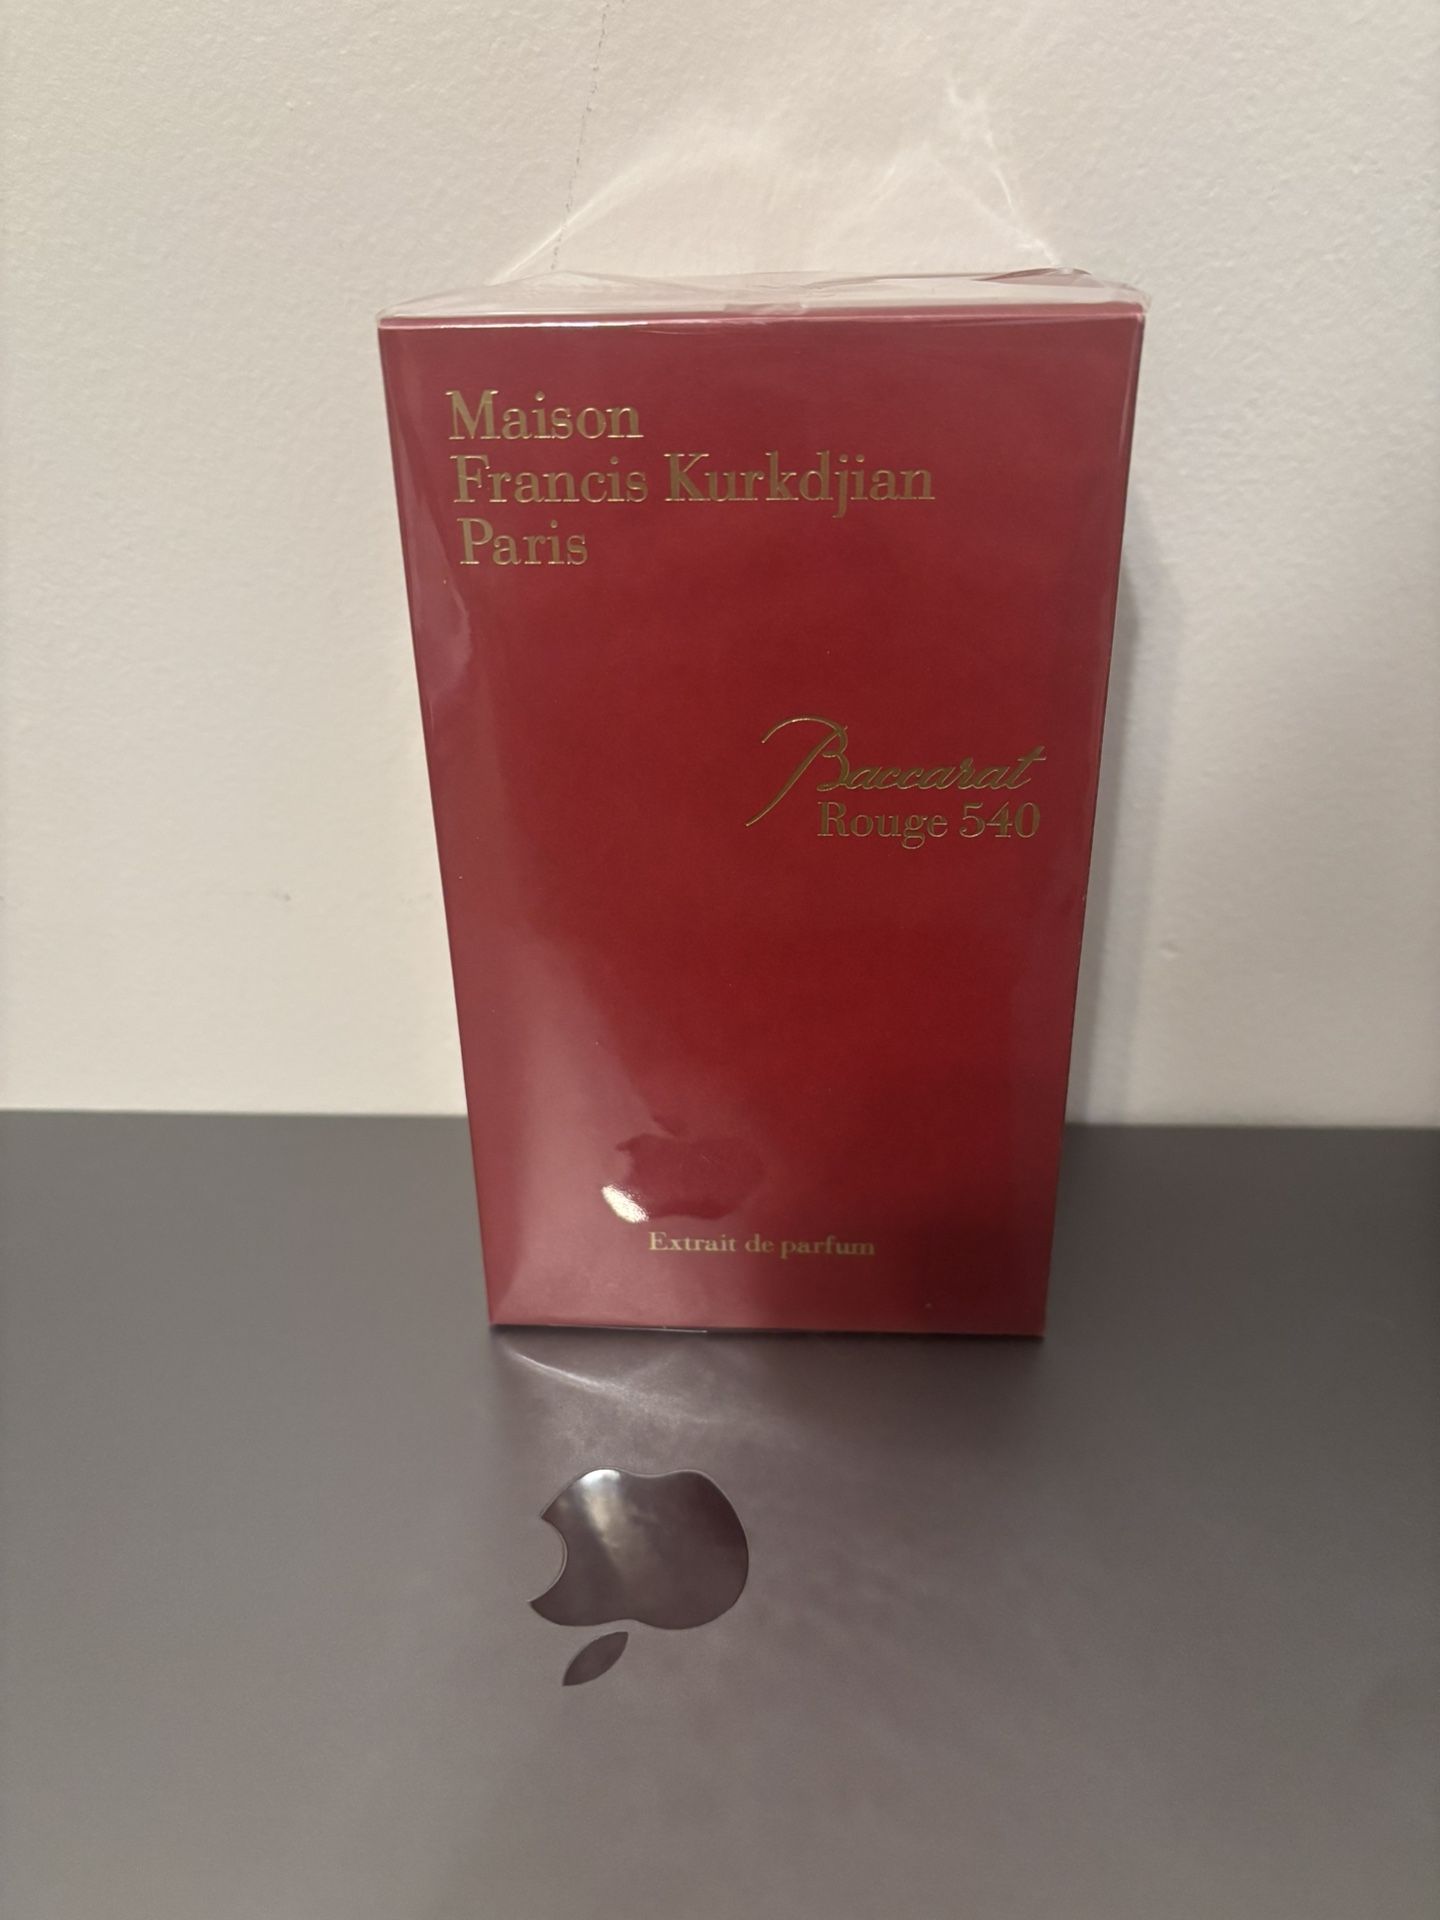 Maison
Francis Kurkdjian
Paris
Baccarat
Rouge 540
Extrait de parfum